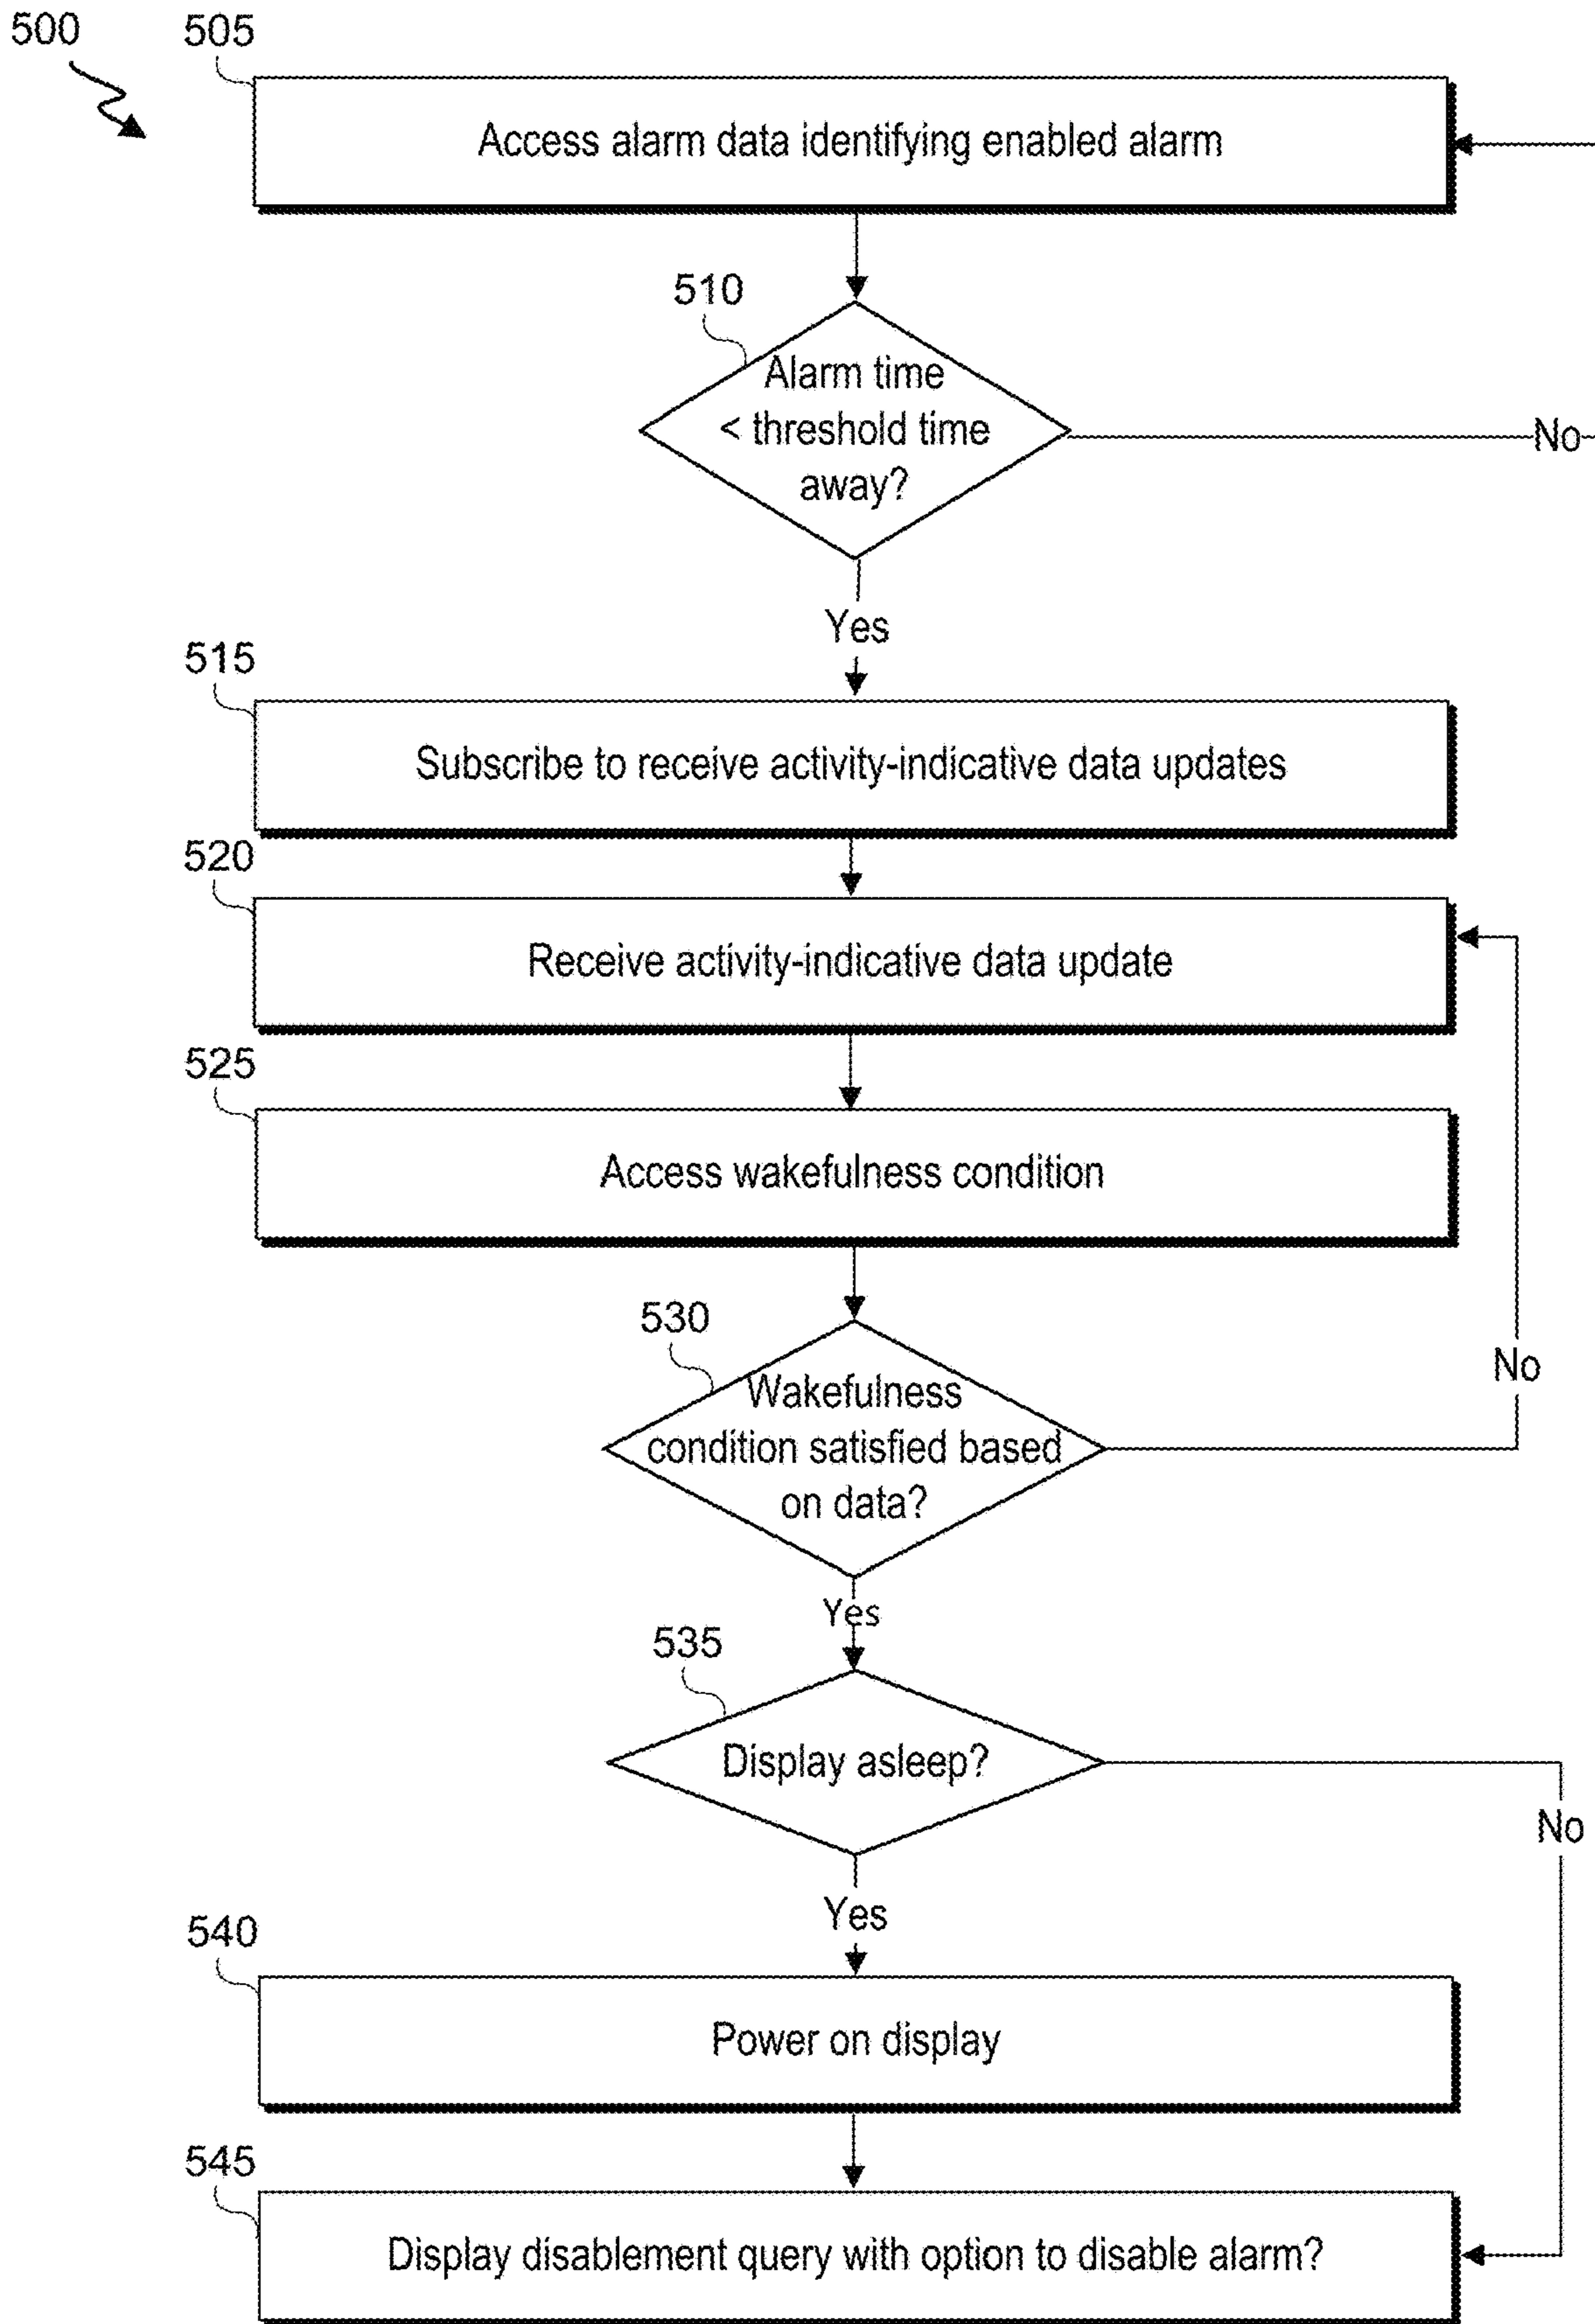 500
505
Access alarm data identifying enabled alarm
510
Alarm time
< threshold time
away?
No
Yes
515
Subscribe to receive activity-indicative data updates
520
Receive activity-indicative data update
525
Access wakefulness condition
530
Wakefulness
condition satisfied based
on data?
No
Yes
535
Display asleep?
No
Yes
540
Power on display
545
Display disablement query with option to disable alarm?